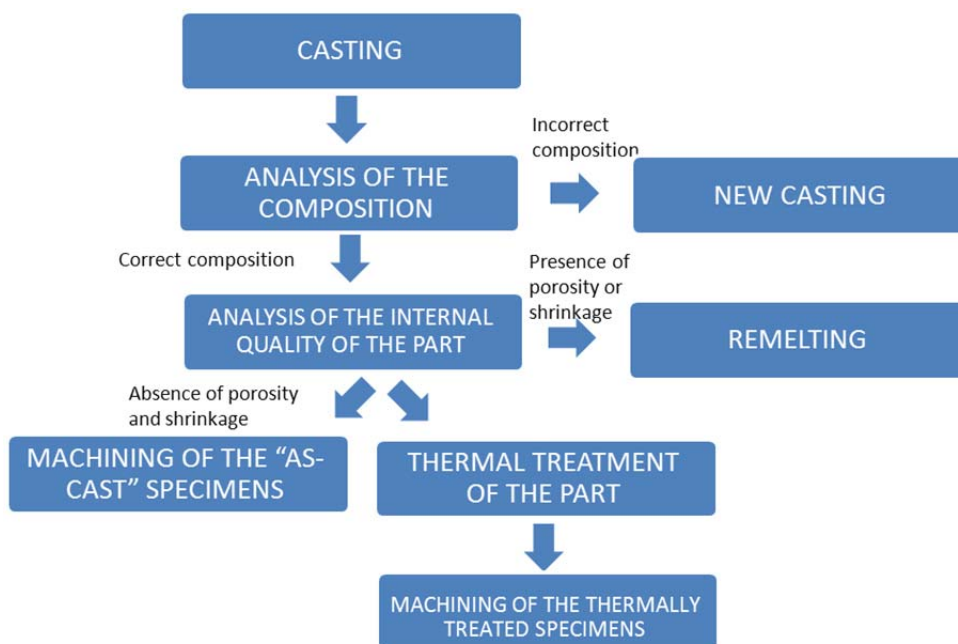 CASTING
Incorrect
composition
ANALYSIS OF THE
COMPOSITION
NEW CASTING
Correct composition
Presence of
porosity or
shrinkage
ANALYSIS OF THE INTERNAL
QUALITY OF THE PART
REMELTING
Absence of porosity
and shrinkage
MACHINING OF THE “AS-
CAST” SPECIMENS
THERMAL TREATMENT
OF THE PART
MACHINING OF THE THERMALLY
TREATED SPECIMENS